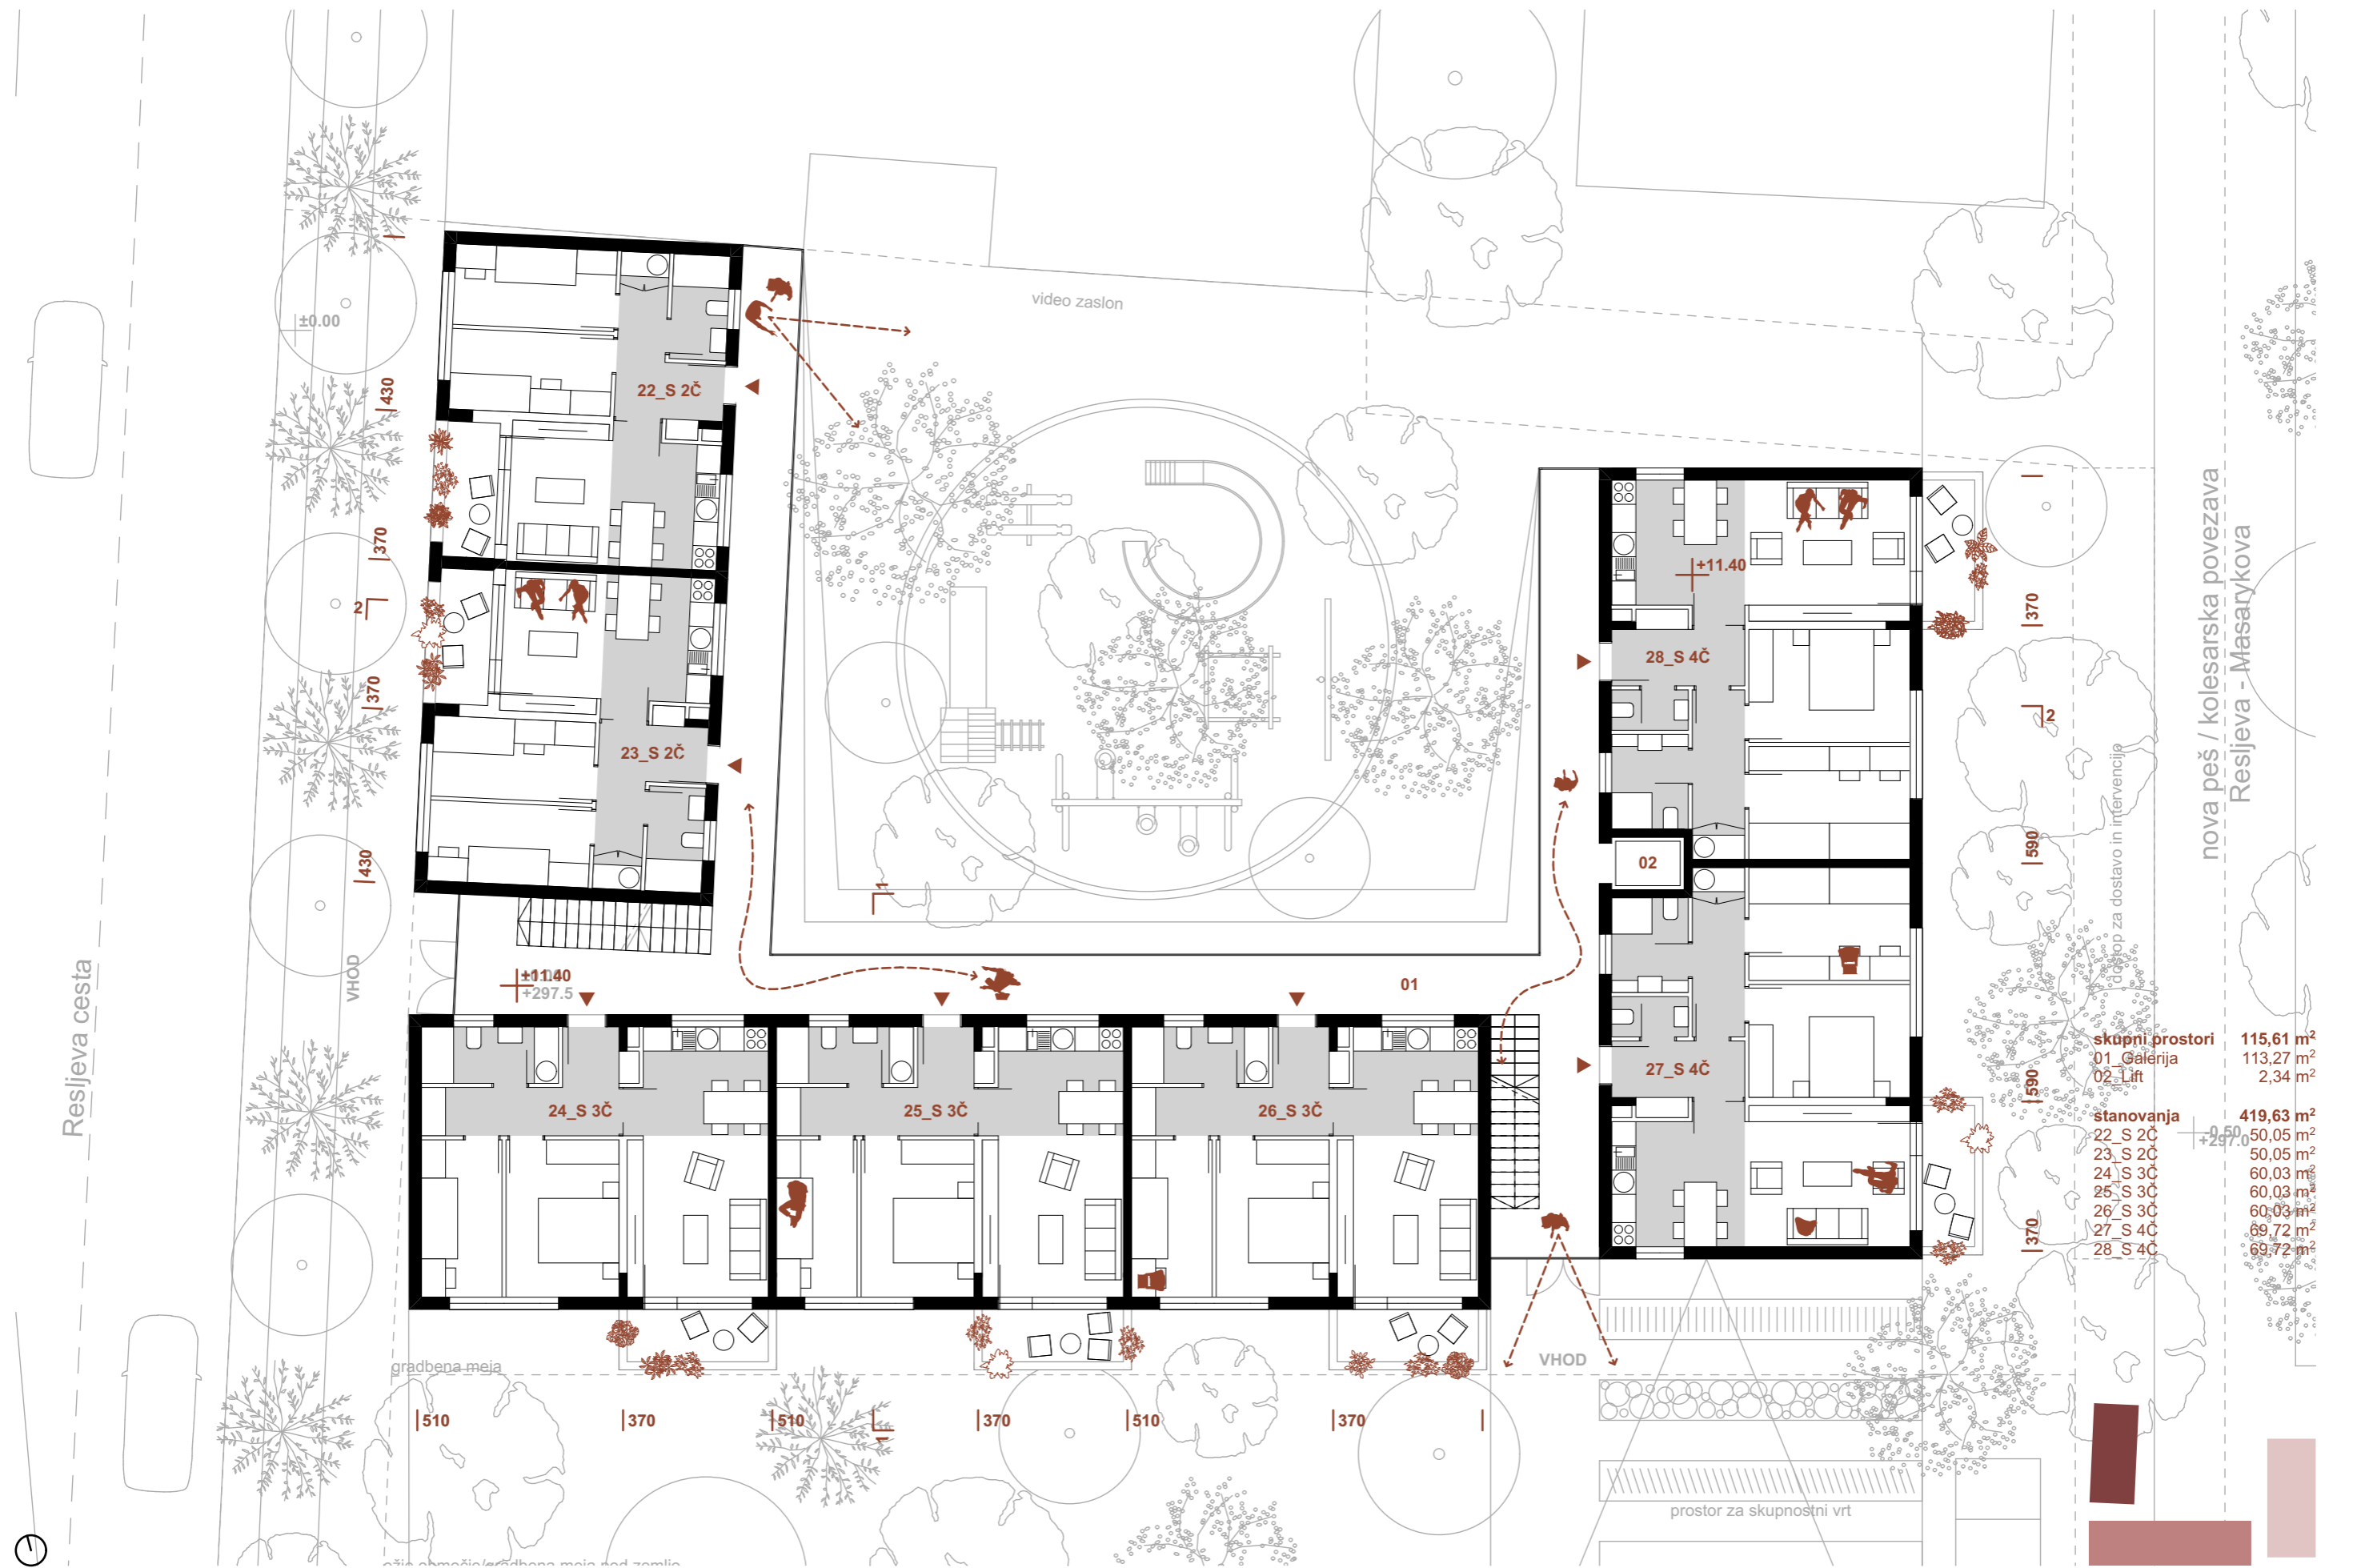 video zaslon
±0.00
22_S 2Č
430
370
+11.40
370
2
28_S 4Č
370
2
23_S 2Č
nova peš / kolesarska povezava
Resljeva - Masarykova
dostop za dostavo in intervencijo
430
1
02
590
VHOD
±11.40
+297.5
01
Resljeva cesta
skupni prostori 115,61 m²
01_Galerija 113,27 m²
02_Lift 2,34 m²
27_S 4Č
590
24_S 3Č
25_S 3Č
26_S 3Č
stanovanja 419,63 m²
22_S 2Č 50,05 m²
23_S 2Č 50,05 m²
24_S 3Č 60,03 m²
25_S 3Č 60,03 m²
26_S 3Č 60,03 m²
27_S 4Č 69,72 m²
28_S 4Č 69,72 m²
-0.50
+297.0
370
gradbena meja
VHOD
510
370
510
1
370
510
370
prostor za skupnostni vrt